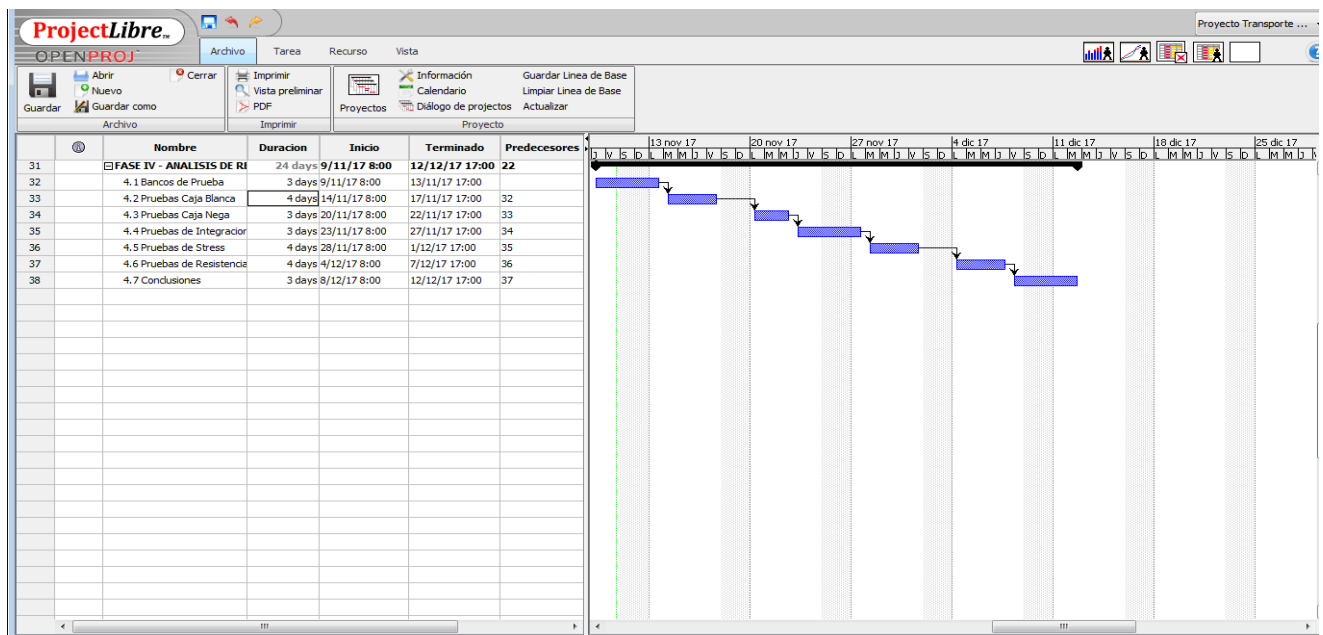 ProjectLibre™
OPENPROJ
Proyecto Transporte ...
Archivo Tarea Recurso Vista
Guardar
Abrir
Nuevo
Guardar como
Cerrar
Archivo
Imprimir
Vista preliminar
PDF
Imprimir
Proyectos
Información
Calendario
Diálogo de projectos
Guardar Linea de Base
Limpiar Linea de Base
Actualizar
Proyecto
Nombre Duracion Inicio Terminado Predecesores
31 FASE IV - ANALISIS DE RE 24 days 9/11/17 8:00 12/12/17 17:00 22
32 4.1 Bancos de Prueba 3 days 9/11/17 8:00 13/11/17 17:00
33 4.2 Pruebas Caja Blanca 4 days 14/11/17 8:00 17/11/17 17:00 32
34 4.3 Pruebas Caja Nega 3 days 20/11/17 8:00 22/11/17 17:00 33
35 4.4 Pruebas de Integracion 3 days 23/11/17 8:00 27/11/17 17:00 34
36 4.5 Pruebas de Stress 4 days 28/11/17 8:00 1/12/17 17:00 35
37 4.6 Pruebas de Resistencia 4 days 4/12/17 8:00 7/12/17 17:00 36
38 4.7 Conclusiones 3 days 8/12/17 8:00 12/12/17 17:00 37
13 nov 17 20 nov 17 27 nov 17 4 dic 17 11 dic 17 18 dic 17 25 dic 17
J V S D L M M J V S D L M M J V S D L M M J V S D L M M J V S D L M M J V S D L M M J V S D L M M J V